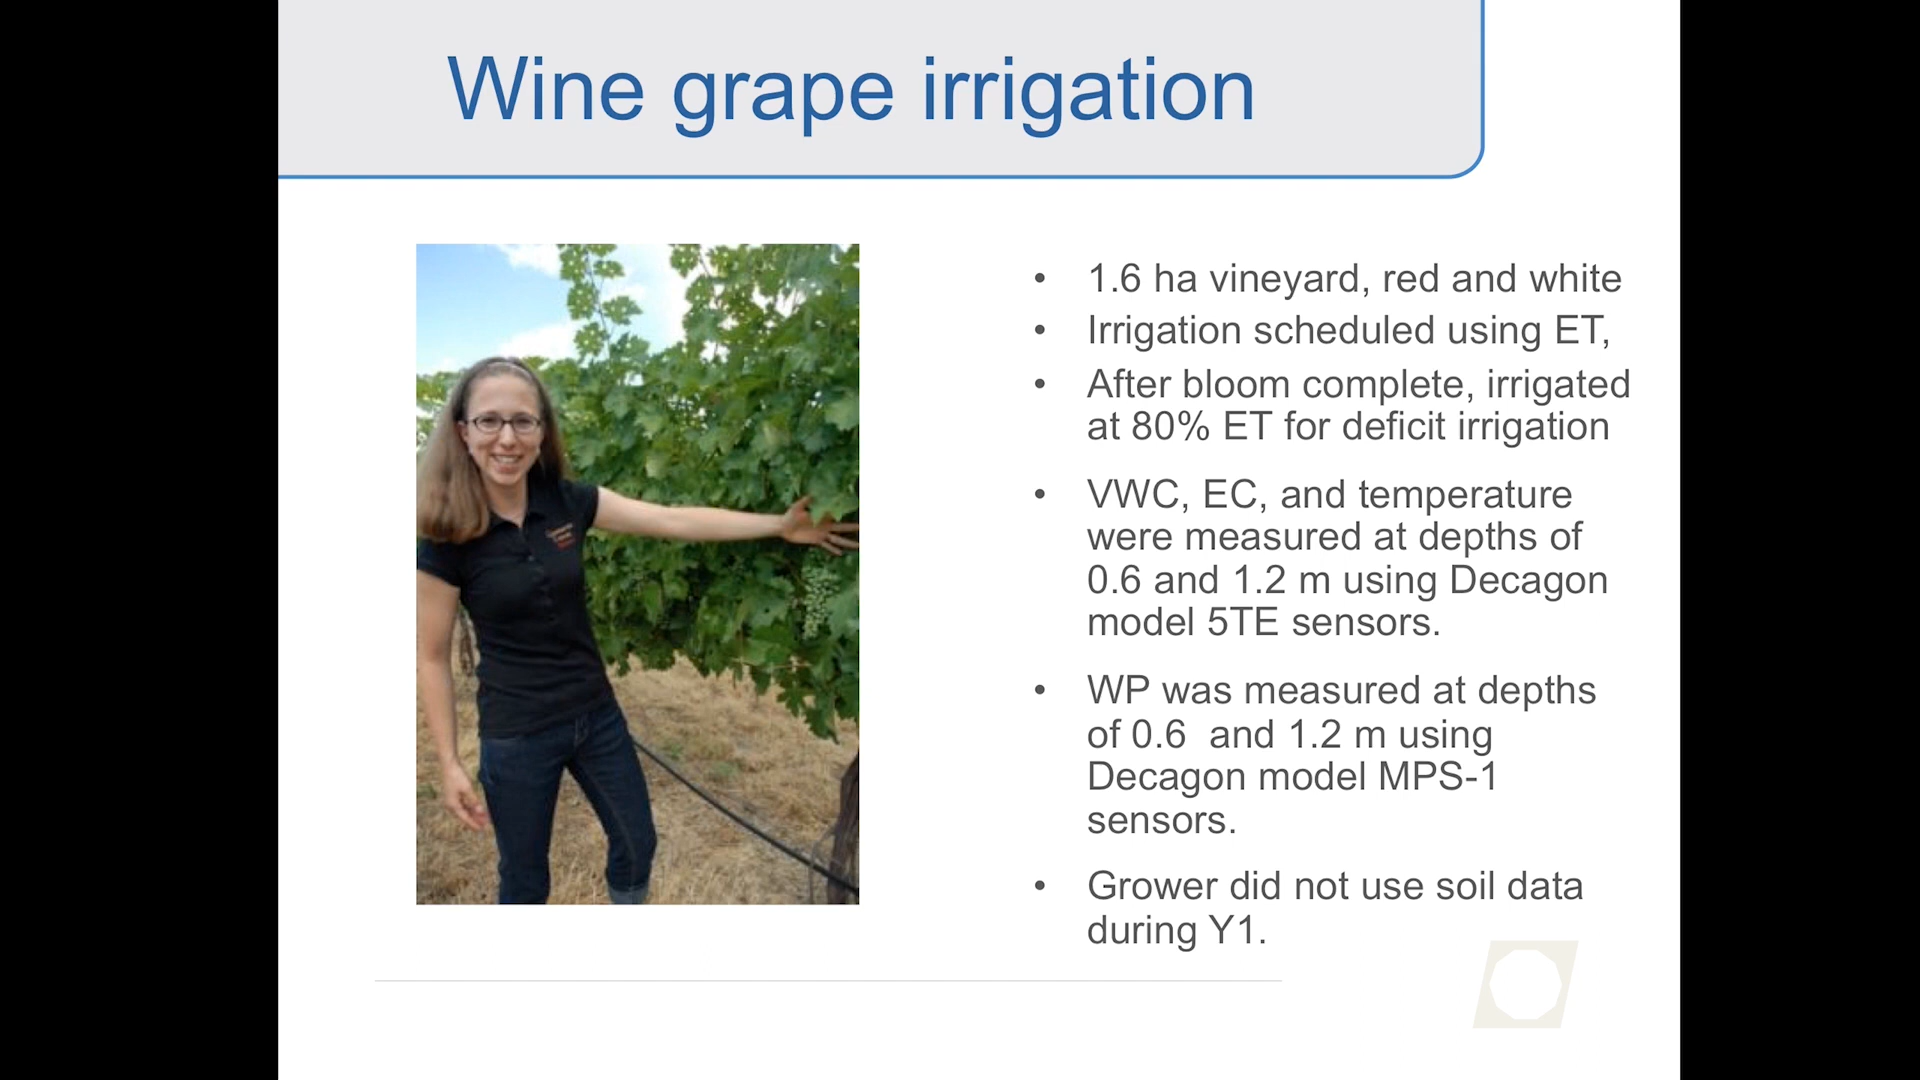 Wine grape irrigation
• 1.6 ha vineyard, red and white
• Irrigation scheduled using ET,
• After bloom complete, irrigated
at 80% ET for deficit irrigation
• VWC, EC, and temperature
were measured at depths of
0.6 and 1.2 m using Decagon
model 5TE sensors.
• WP was measured at depths
of 0.6  and 1.2 m using
Decagon model MPS-1
sensors.
• Grower did not use soil data
during Y1.